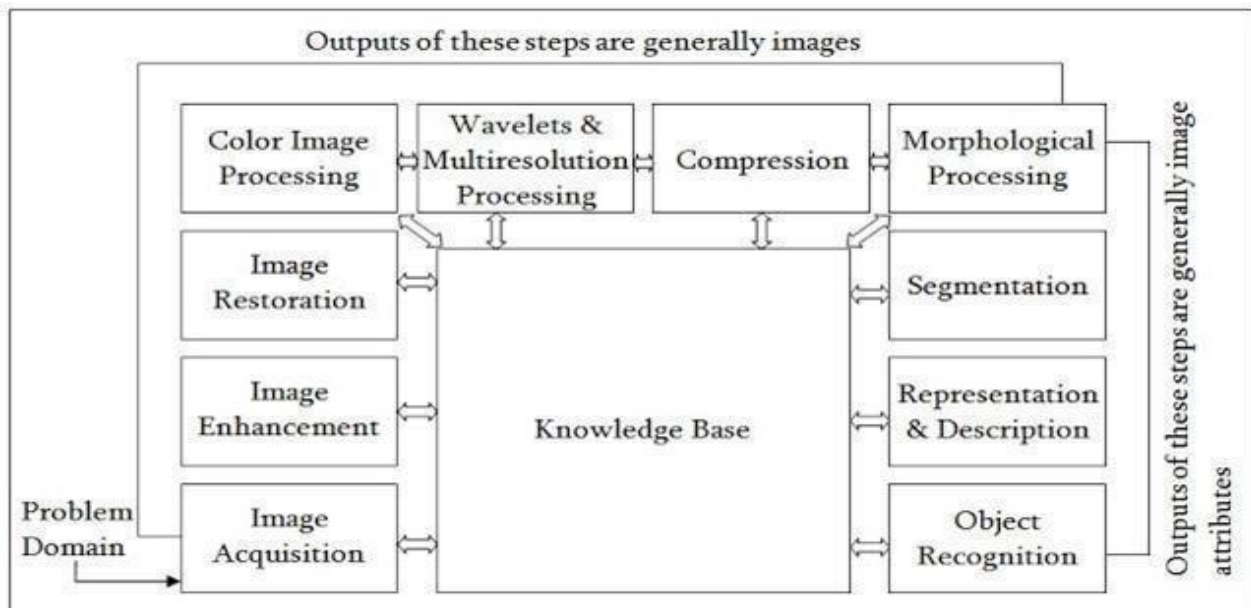 Outputs of these steps are generally images
Color Image
Processing
Wavelets &
Multiresolution
Processing
Compression
Morphological
Processing
Image
Restoration
Segmentation
Image
Enhancement
Knowledge Base
Representation
& Description
Problem
Domain
Image
Acquisition
Object
Recognition
Outputs of these steps are generally image
attributes